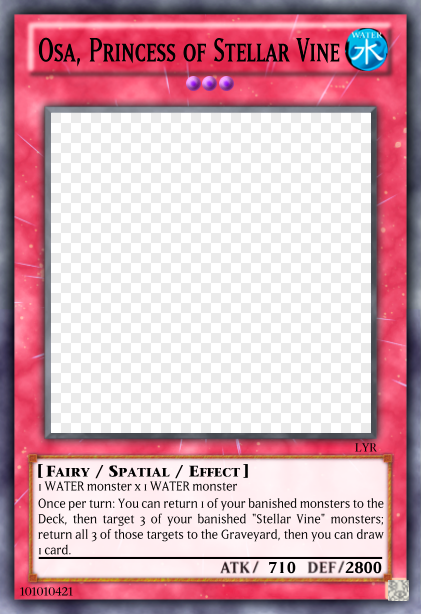 Osa, Princess of Stellar Vine
WATER
水
LYR
[ Fairy / Spatial / Effect ]
1 WATER monster x 1 WATER monster
Once per turn: You can return 1 of your banished monsters to the
Deck, then target 3 of your banished "Stellar Vine" monsters;
return all 3 of those targets to the Graveyard, then you can draw
1 card.
ATK/ 710 DEF/2800
101010421